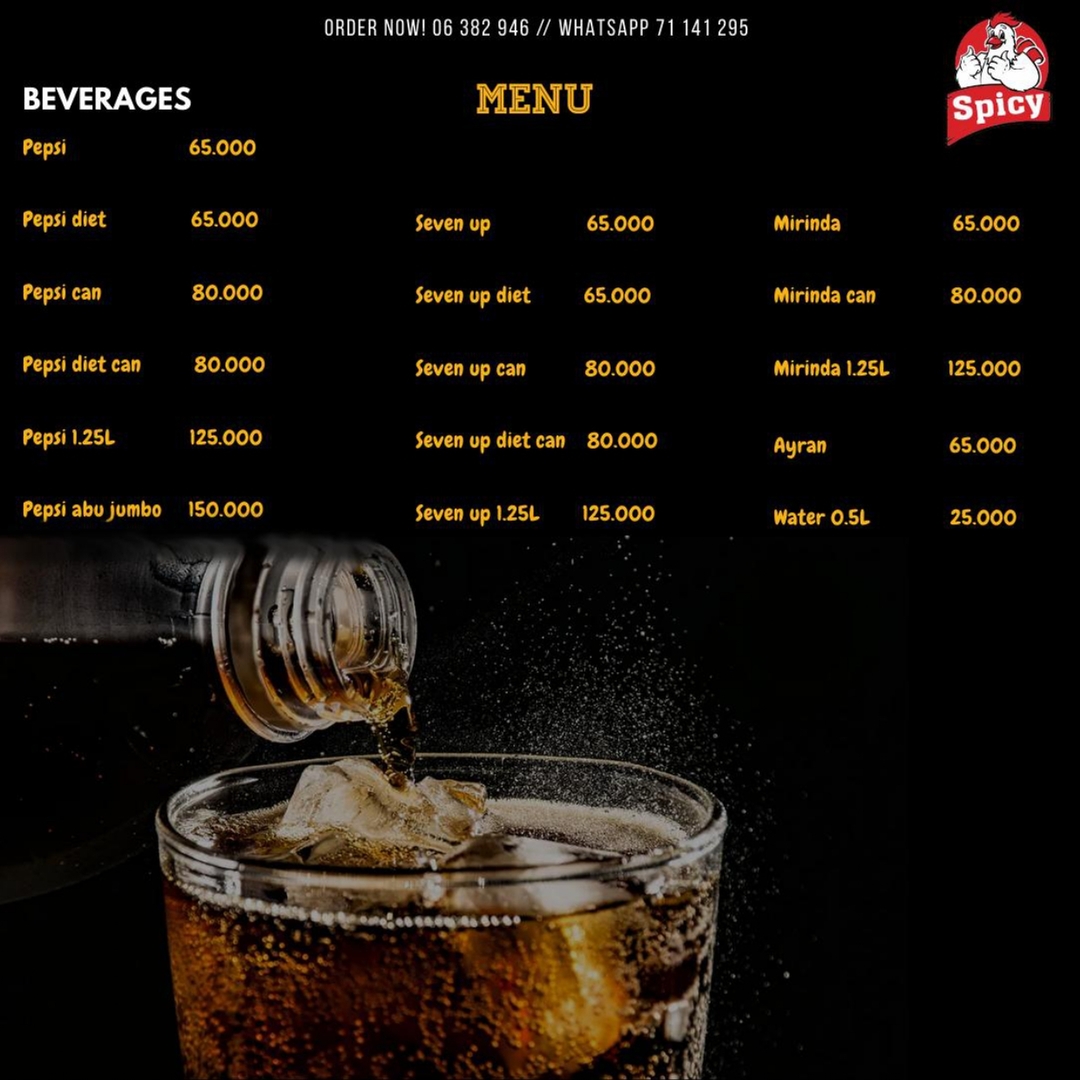 ORDER NOW! 06 382 946 // WHATSAPP 71 141 295
Spicy
MENU
BEVERAGES
Pepsi 65.000
Pepsi diet 65.000
Pepsi can 80.000
Pepsi diet can 80.000
Pepsi 1.25L 125.000
Pepsi abu jumbo 150.000
Seven up 65.000
Seven up diet 65.000
Seven up can 80.000
Seven up diet can 80.000
Seven up 1.25L 125.000
Mirinda 65.000
Mirinda can 80.000
Mirinda 1.25L 125.000
Ayran 65.000
Water 0.5L 25.000